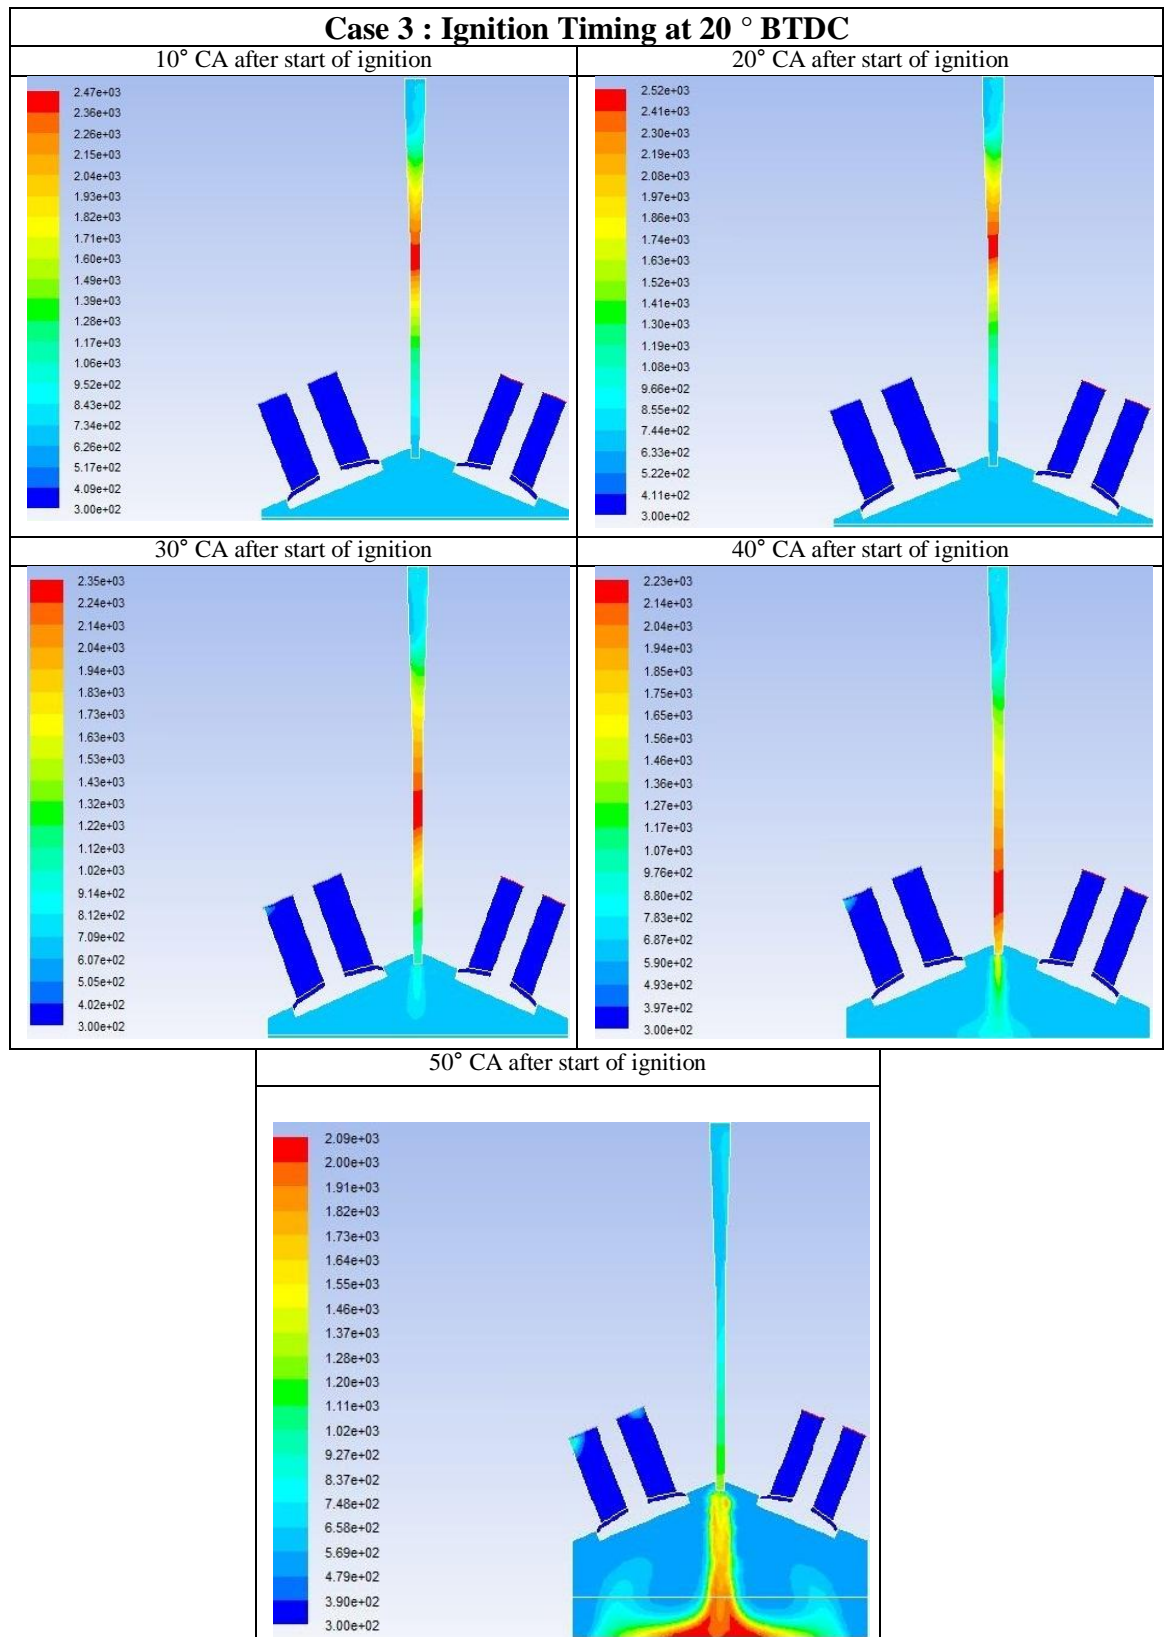 Case 3 : Ignition Timing at 20 ° BTDC
10° CA after start of ignition
20° CA after start of ignition
2.47e+03
2.36e+03
2.26e+03
2.15e+03
2.04e+03
1.93e+03
1.82e+03
1.71e+03
1.60e+03
1.49e+03
1.39e+03
1.28e+03
1.17e+03
1.06e+03
9.52e+02
8.43e+02
7.34e+02
6.26e+02
5.17e+02
4.09e+02
3.00e+02
2.52e+03
2.41e+03
2.30e+03
2.19e+03
2.08e+03
1.97e+03
1.86e+03
1.74e+03
1.63e+03
1.52e+03
1.41e+03
1.30e+03
1.19e+03
1.08e+03
9.66e+02
8.55e+02
7.44e+02
6.33e+02
5.22e+02
4.11e+02
3.00e+02
30° CA after start of ignition
40° CA after start of ignition
2.35e+03
2.24e+03
2.14e+03
2.04e+03
1.94e+03
1.83e+03
1.73e+03
1.63e+03
1.53e+03
1.43e+03
1.32e+03
1.22e+03
1.12e+03
1.02e+03
9.14e+02
8.12e+02
7.09e+02
6.07e+02
5.05e+02
4.02e+02
3.00e+02
2.23e+03
2.14e+03
2.04e+03
1.94e+03
1.85e+03
1.75e+03
1.65e+03
1.56e+03
1.46e+03
1.36e+03
1.27e+03
1.17e+03
1.07e+03
9.76e+02
8.80e+02
7.83e+02
6.87e+02
5.90e+02
4.93e+02
3.97e+02
3.00e+02
50° CA after start of ignition
2.09e+03
2.00e+03
1.91e+03
1.82e+03
1.73e+03
1.64e+03
1.55e+03
1.46e+03
1.37e+03
1.28e+03
1.20e+03
1.11e+03
1.02e+03
9.27e+02
8.37e+02
7.48e+02
6.58e+02
5.69e+02
4.79e+02
3.90e+02
3.00e+02